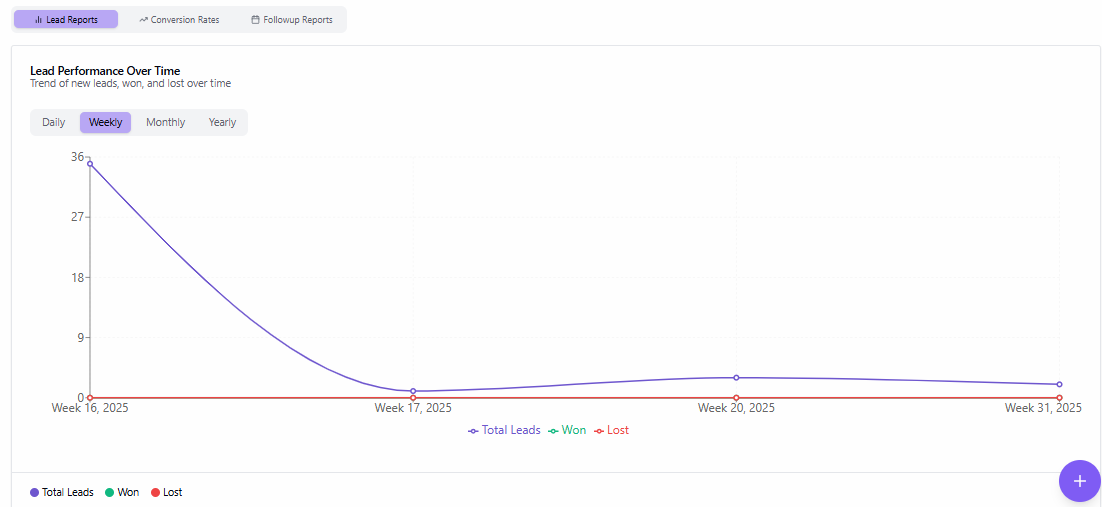 Lead Reports Conversion Rates Followup Reports
Lead Performance Over Time
Trend of new leads, won, and lost over time
Daily Weekly Monthly Yearly
36
27
18
9
0
Week 16, 2025 Week 17, 2025 Week 20, 2025 Week 31, 2025
Total Leads Won Lost
Total Leads Won Lost